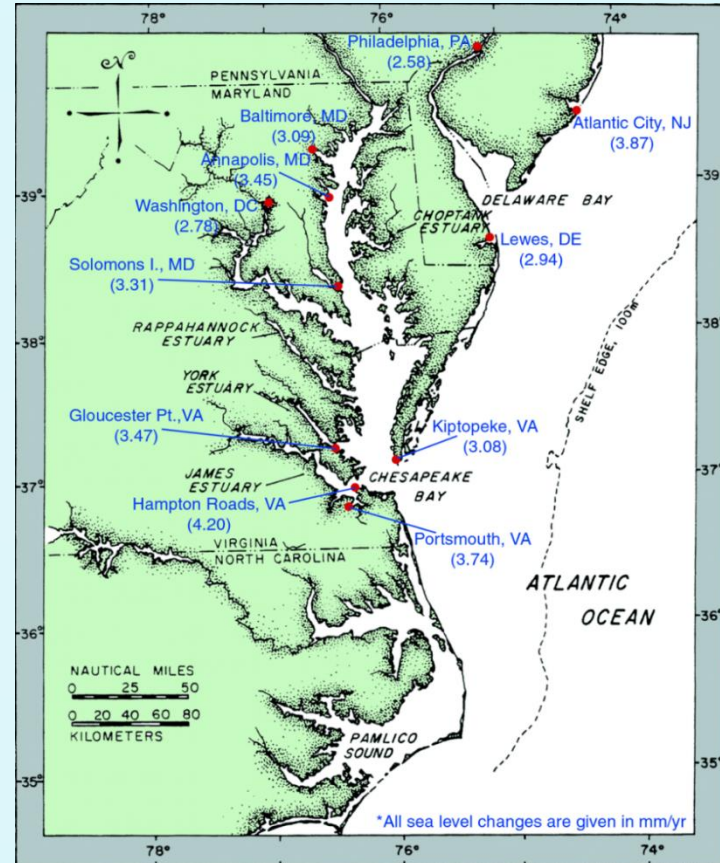 78°
76°
74°
N
Philadelphia, PA
(2.58)
PENNSYLVANIA
MARYLAND
Baltimore, MD
(3.09)
Atlantic City, NJ
(3.87)
Annapolis, MD
(3.45)
39°
39°
DELAWARE BAY
Washington, DC
(2.78)
CHOPTANK
ESTUARY
Lewes, DE
(2.94)
Solomons I., MD
(3.31)
SHELF EDGE, 100m
RAPPAHANNOCK
ESTUARY
38°
38°
YORK
ESTUARY
Gloucester Pt.,VA
(3.47)
Kiptopeke, VA
(3.08)
JAMES
ESTUARY
CHESAPEAKE
BAY
37°
37°
Hampton Roads, VA
(4.20)
Portsmouth, VA
(3.74)
VIRGINIA
NORTH CAROLINA
ATLANTIC
OCEAN
36°
36°
NAUTICAL MILES
0 25 50
0 20 40 60 80
KILOMETERS
PAMLICO
SOUND
35°
35°
*All sea level changes are given in mm/yr
78°
76°
74°